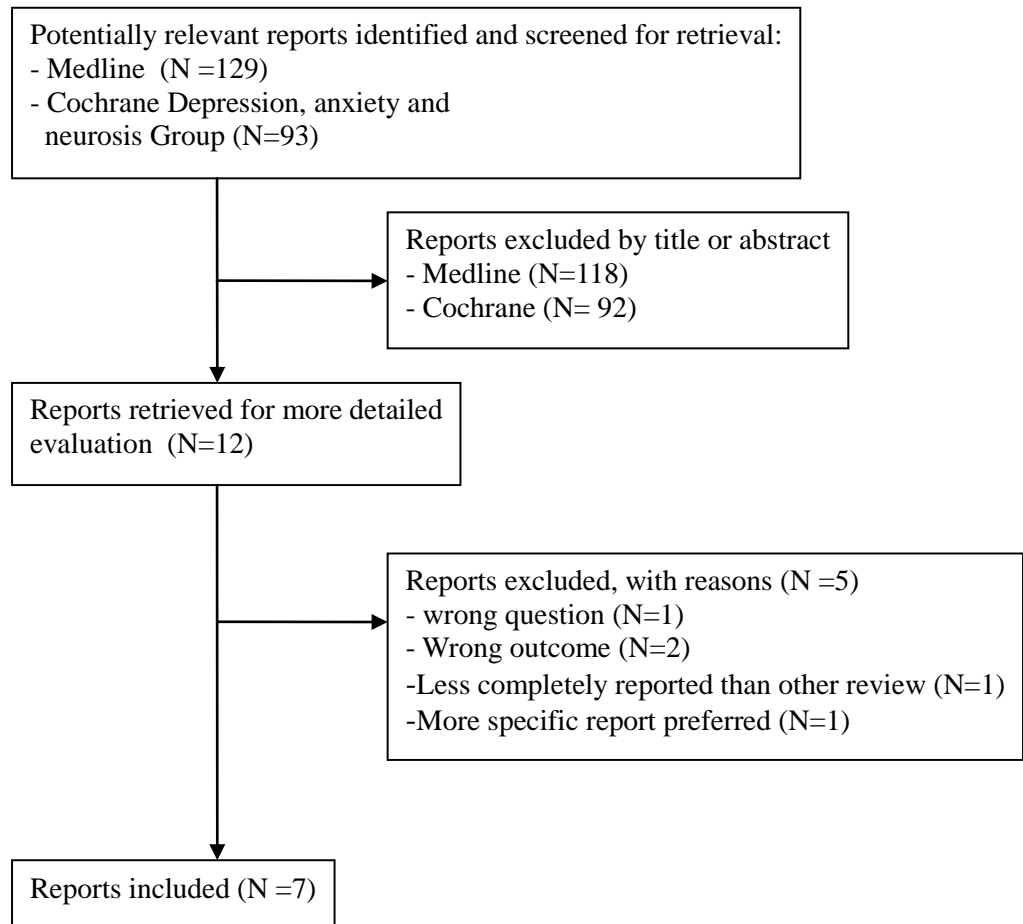 Potentially relevant reports identified and screened for retrieval:
- Medline (N =129)
- Cochrane Depression, anxiety and
neurosis Group (N=93)
Reports excluded by title or abstract
- Medline (N=118)
- Cochrane (N= 92)
Reports retrieved for more detailed
evaluation (N=12)
Reports excluded, with reasons (N =5)
- wrong question (N=1)
- Wrong outcome (N=2)
-Less completely reported than other review (N=1)
-More specific report preferred (N=1)
Reports included (N =7)